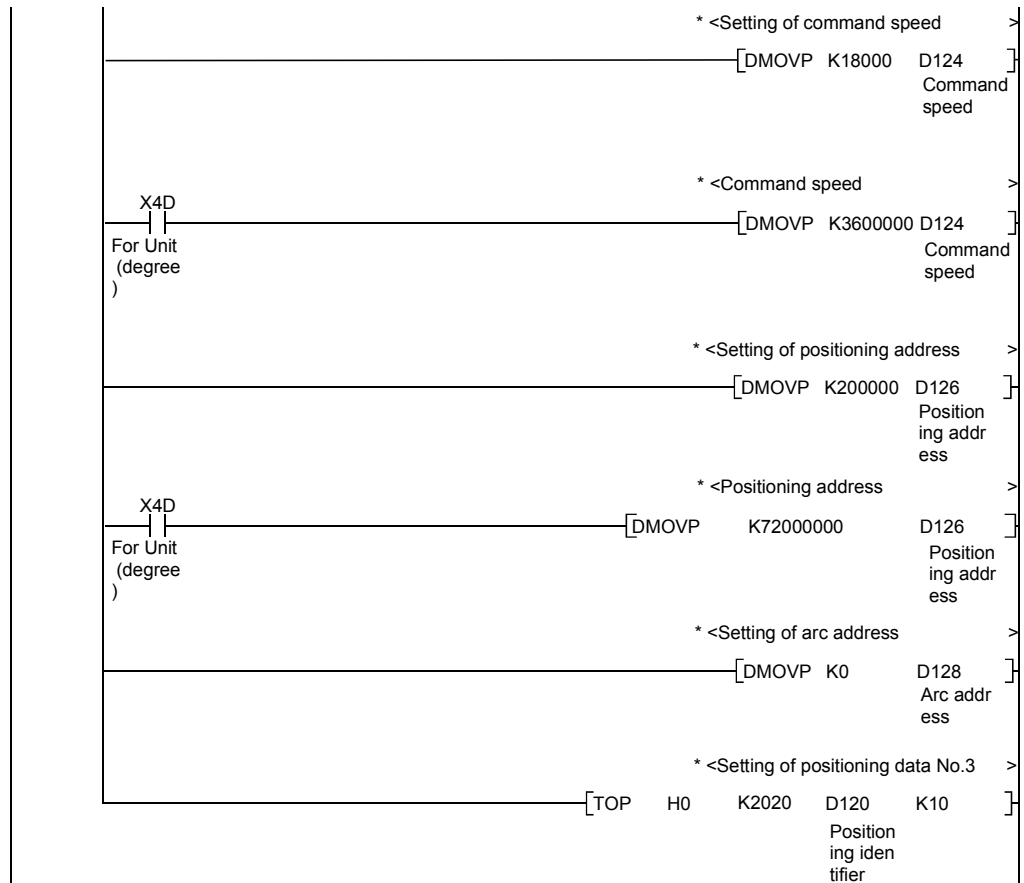 * <Setting of command speed >
DMOVP K18000 D124
Command
speed
* <Command speed >
X4D
DMOVP K3600000 D124
For Unit
(degree
)
Command
speed
* <Setting of positioning address >
DMOVP K200000 D126
Position
ing addr
ess
* <Positioning address >
X4D
DMOVP K72000000 D126
For Unit
(degree
)
Position
ing addr
ess
* <Setting of arc address >
DMOVP K0 D128
Arc addr
ess
* <Setting of positioning data No.3 >
TOP H0 K2020 D120 K10
Position
ing iden
tifier